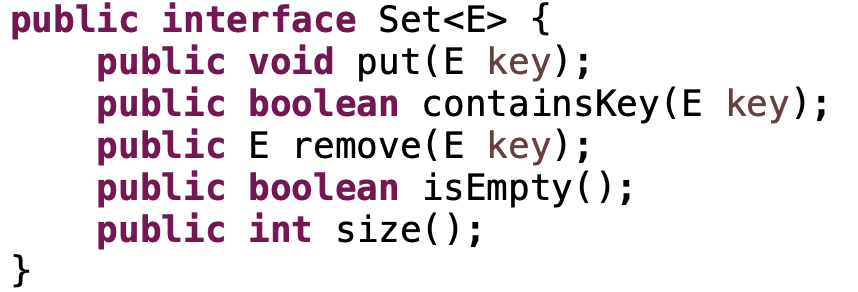 public interface Set<E> {
    public void put(E key);
    public boolean containsKey(E key);
    public E remove(E key);
    public boolean isEmpty();
    public int size();
}